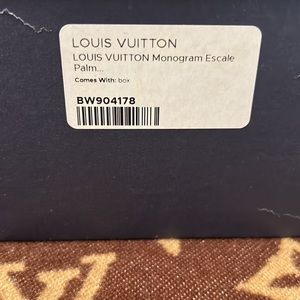 LOUIS VUITTON
LOUIS VUITTON Monogram Escale
Palm...
Comes With: box
BW904178